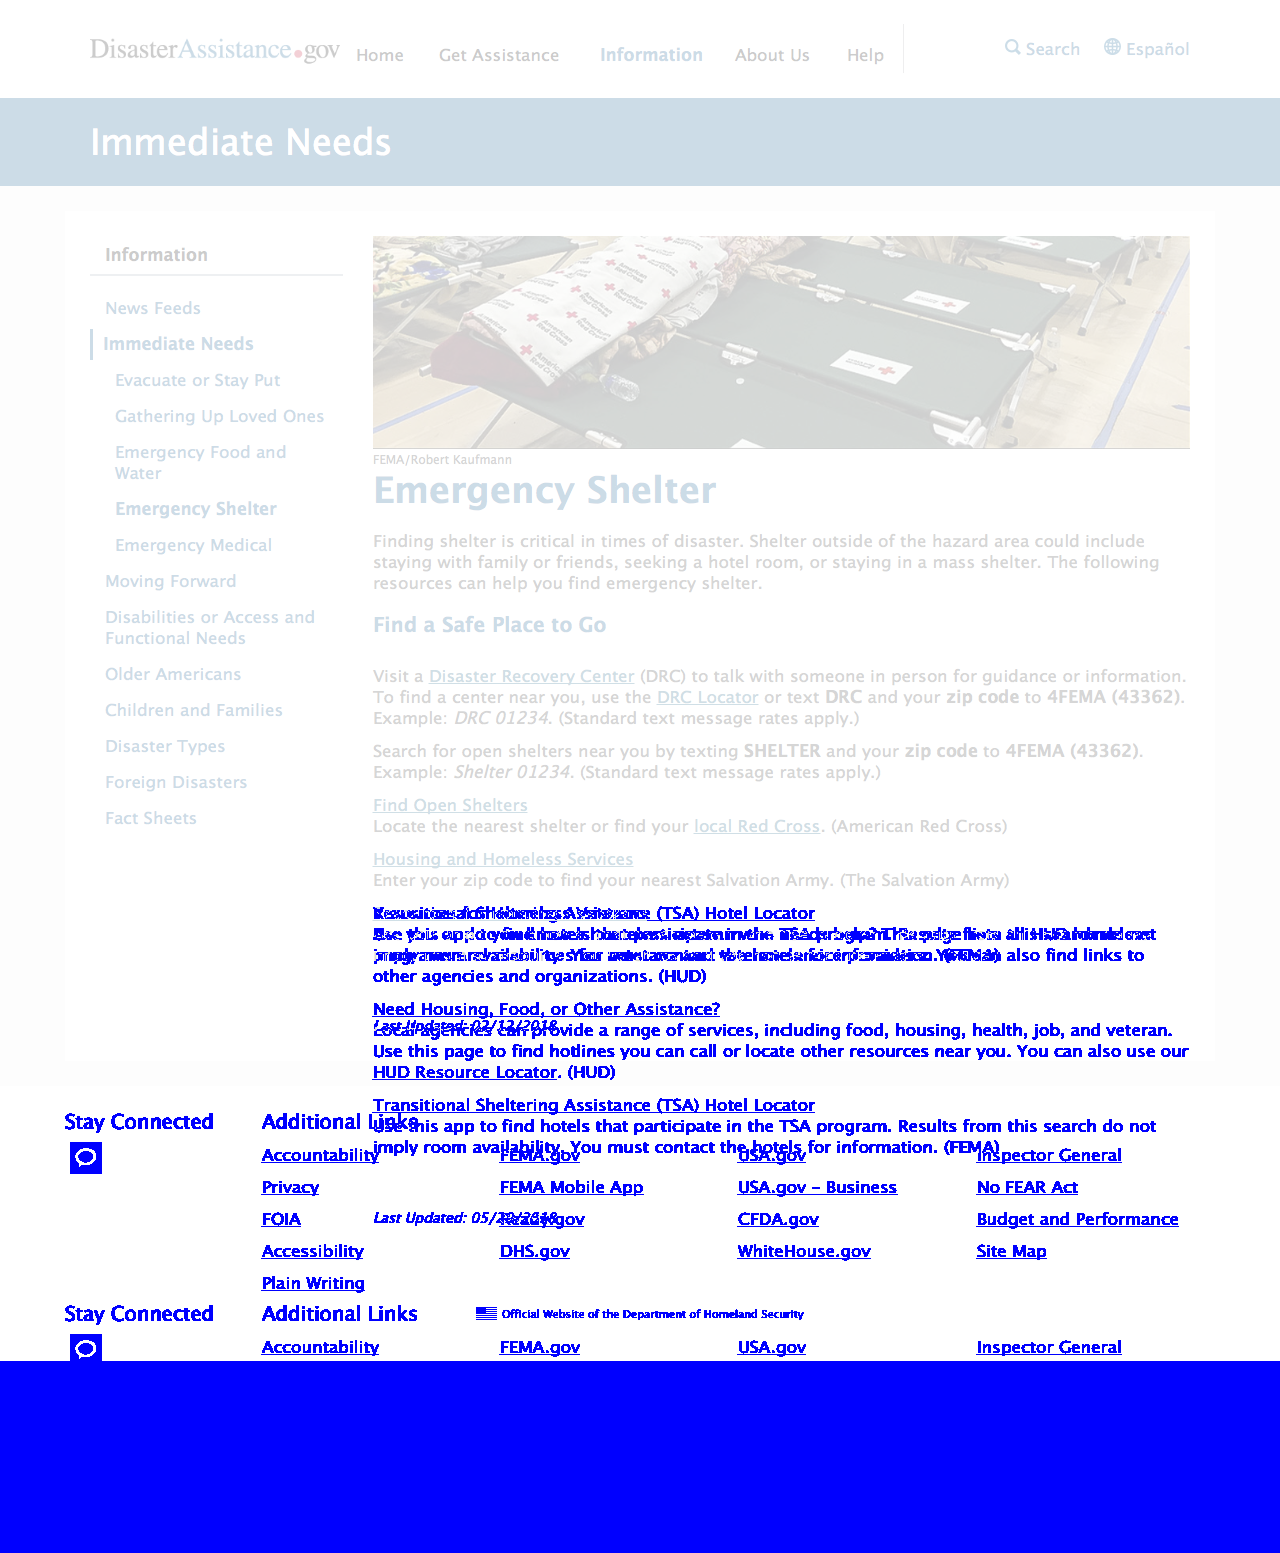 DisasterAssistance.gov Home Get Assistance Information About Us Help Search Español
Immediate Needs
Information
News Feeds
Immediate Needs
Evacuate or Stay Put
Gathering Up Loved Ones
Emergency Food and
Water
Emergency Shelter
Emergency Medical
Moving Forward
Disabilities or Access and
Functional Needs
Older Americans
Children and Families
Disaster Types
Foreign Disasters
Fact Sheets
FEMA/Robert Kaufmann
Emergency Shelter
Finding shelter is critical in times of disaster. Shelter outside of the hazard area could include
staying with family or friends, seeking a hotel room, or staying in a mass shelter. The following
resources can help you find emergency shelter.
Find a Safe Place to Go
Visit a Disaster Recovery Center (DRC) to talk with someone in person for guidance or information.
To find a center near you, use the DRC Locator or text DRC and your zip code to 4FEMA (43362).
Example: DRC 01234. (Standard text message rates apply.)
Search for open shelters near you by texting SHELTER and your zip code to 4FEMA (43362).
Example: Shelter 01234. (Standard text message rates apply.)
Find Open Shelters
Locate the nearest shelter or find your local Red Cross. (American Red Cross)
Housing and Homeless Services
Enter your zip code to find your nearest Salvation Army. (The Salvation Army)
(TSA) Hotel Locator
also find links to
other agencies and organizations. (HUD)
Need Housing, Food, or Other Assistance?
Last Updated: 02/12/2018
Local agencies can provide a range of services, including food, housing, health, job, and veteran.
Use this page to find hotlines you can call or locate other resources near you. You can also use our
HUD Resource Locator. (HUD)
Transitional Sheltering Assistance (TSA) Hotel Locator
Use this app to find hotels that participate in the TSA program. Results from this search do not
imply room availability. You must contact the hotels for information. (FEMA)
Last Updated: 05/29/2018
Stay Connected Additional Links
Accountability FEMA.gov USA.gov Inspector General
Privacy FEMA Mobile App USA.gov – Business No FEAR Act
FOIA Ready.gov CFDA.gov Budget and Performance
Accessibility DHS.gov WhiteHouse.gov Site Map
Plain Writing
Stay Connected Additional Links Official Website of the Department of Homeland Security
Accountability FEMA.gov USA.gov Inspector General